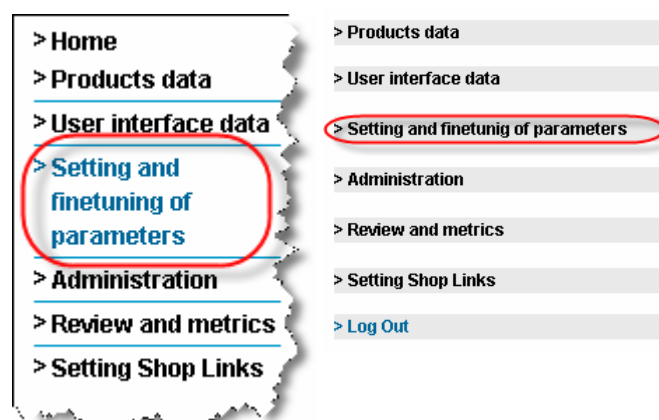 > Home
> Products data
> User interface data
> Setting and
finetuning of
parameters
> Administration
> Review and metrics
> Setting Shop Links
> Products data
> User interface data
> Setting and finetunig of parameters
> Administration
> Review and metrics
> Setting Shop Links
> Log Out